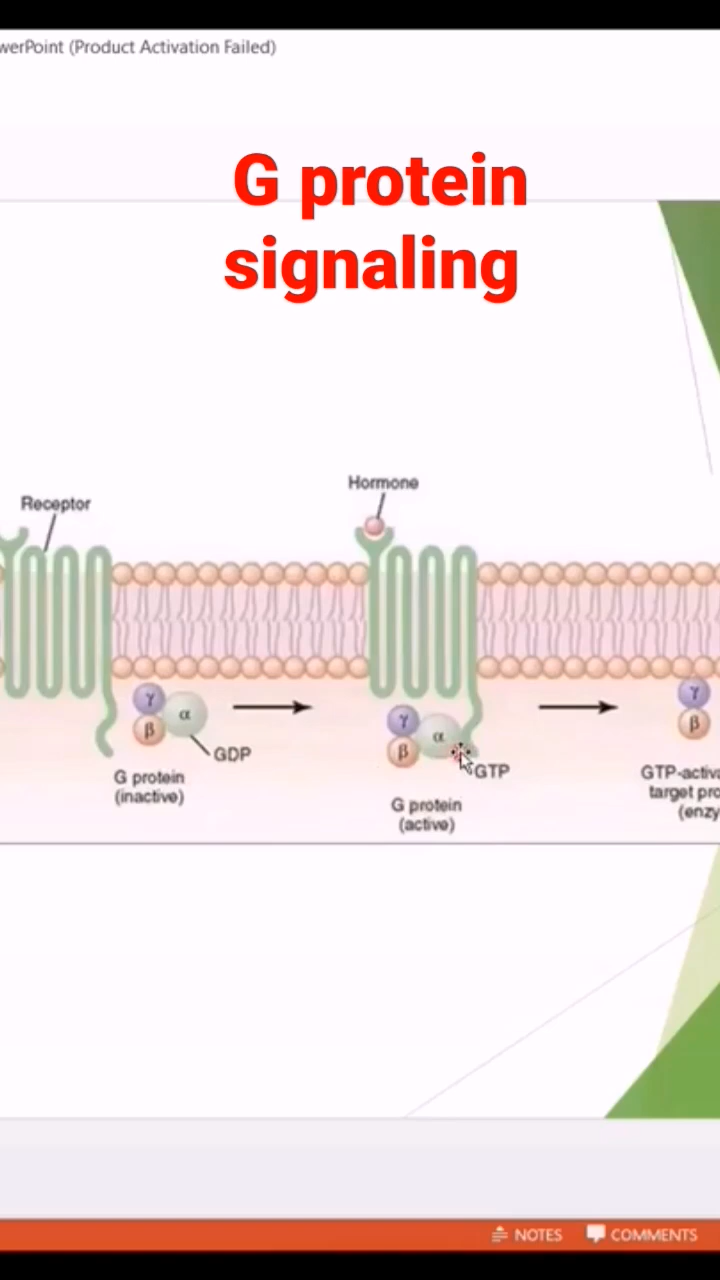 werPoint (Product Activation Failed)
G protein
signaling
Hormone
Receptor
γ
β
α
GDP
G protein
(inactive)
γ
β
α
GTP
G protein
(active)
γ
β
GTP-activa
target pro
(enzy
NOTES
COMMENTS